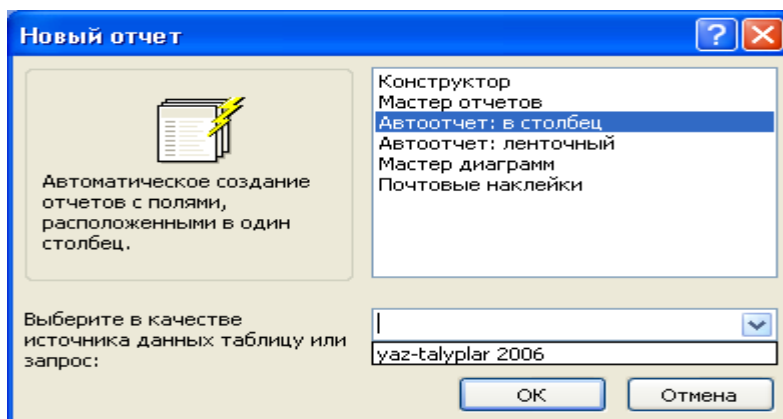 Новый отчет
Конструктор
Мастер отчетов
Автоотчет: в столбец
Автоотчет: ленточный
Мастер диаграмм
Почтовые наклейки
Автоматическое создание
отчетов с полями,
расположенными в один
столбец.
Выберите в качестве
источника данных таблицу или
запрос:
yaz-talyplar 2006
ОК
Отмена